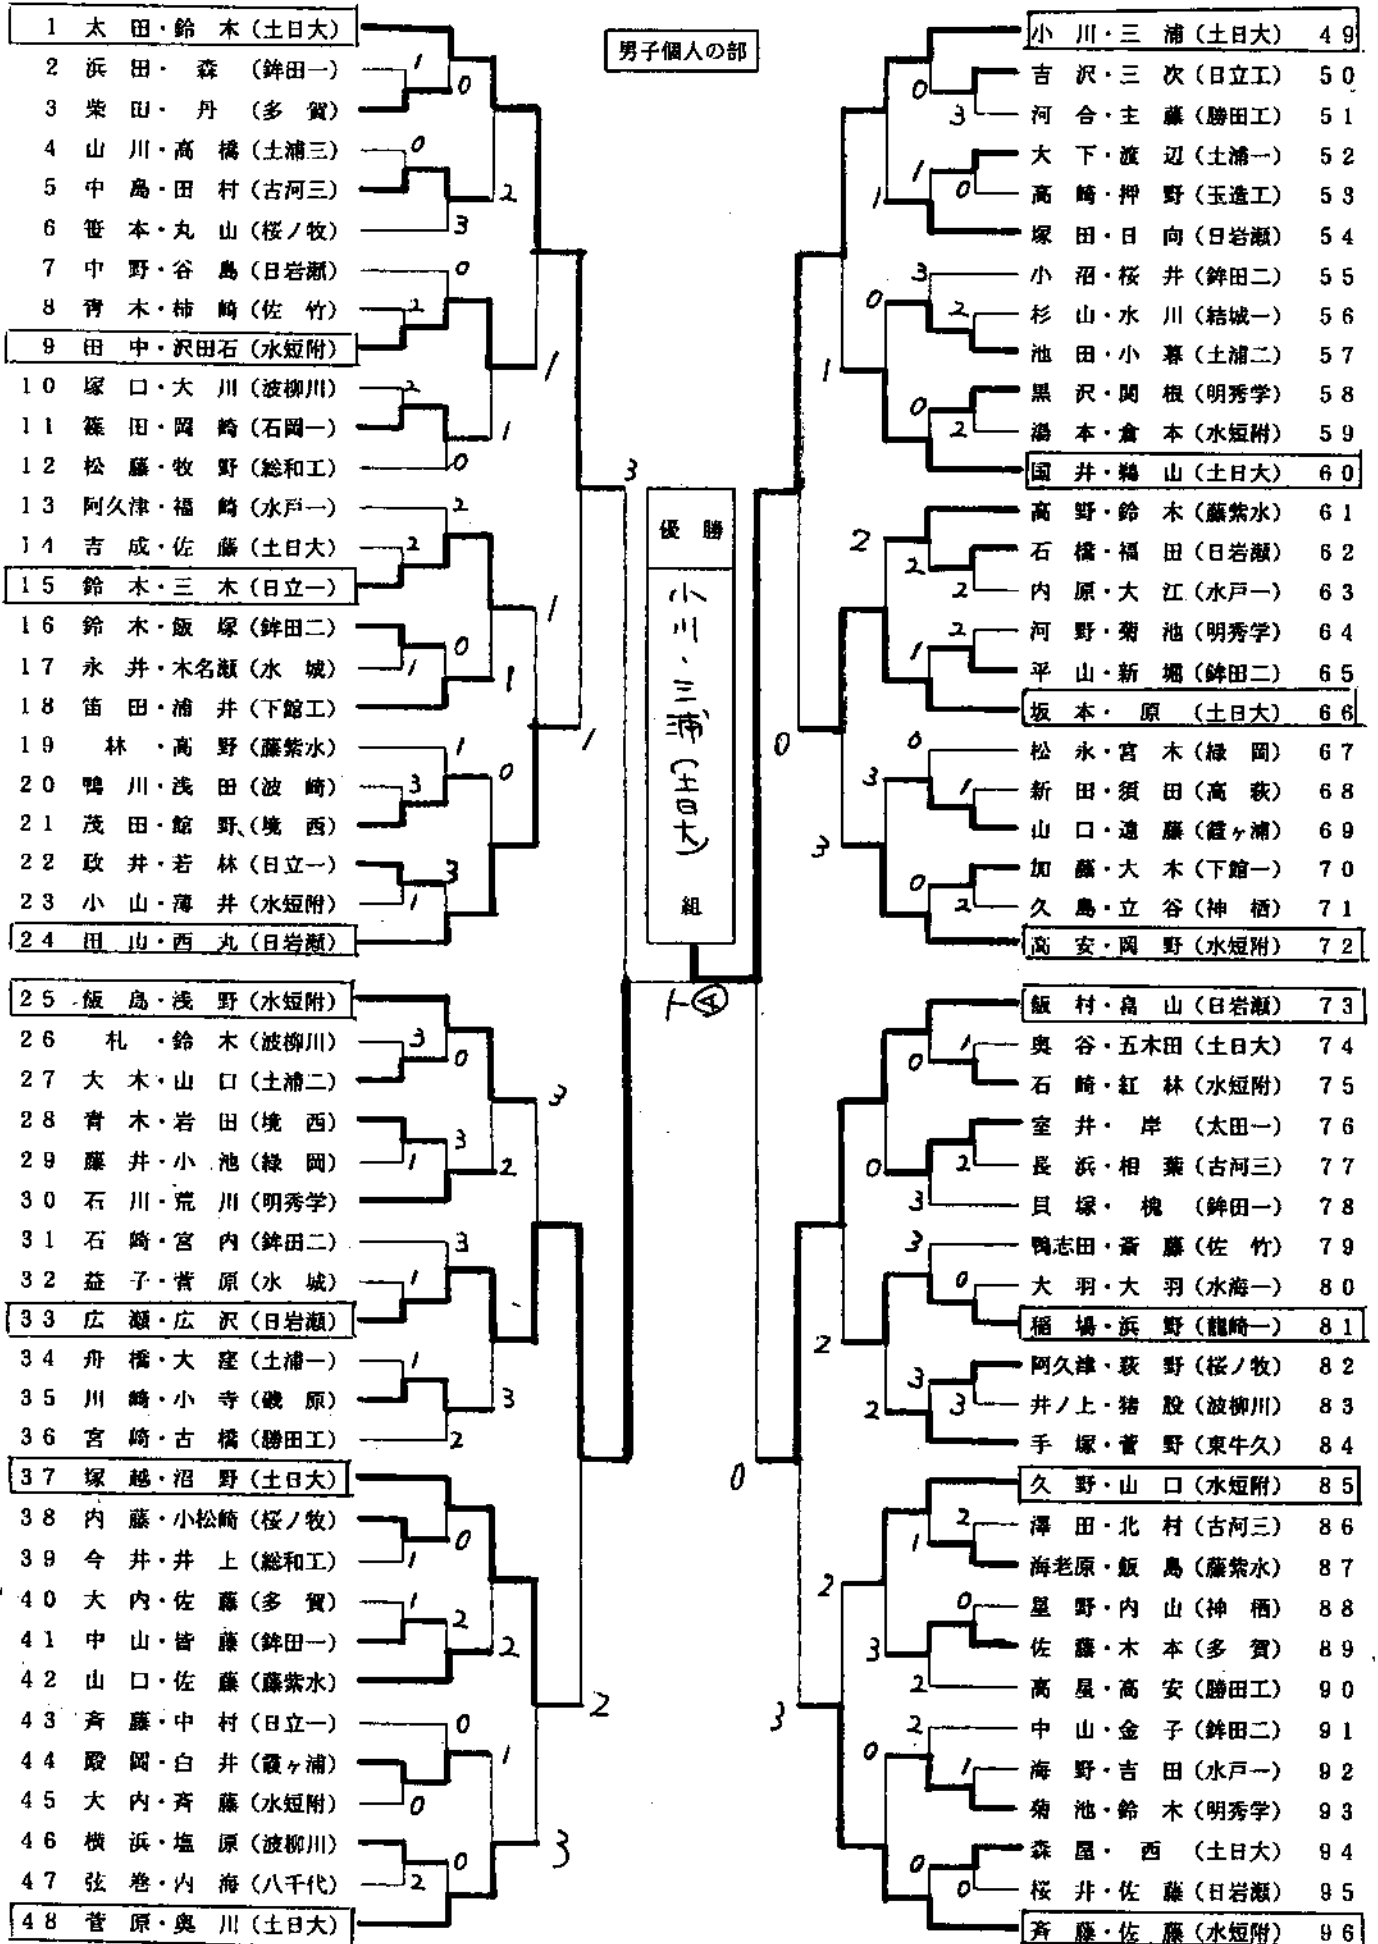 男子個人の部
1 太田・鈴木 (土日大)
2 浜田・森 (鉾田一)
3 柴田・丹 (多賀)
4 山川・高橋 (土浦三)
5 中島・田村 (古河三)
6 笹本・丸山 (桜ノ牧)
7 中野・谷島 (日岩瀬)
8 青木・柿崎 (佐竹)
9 田中・沢田石 (水短附)
10 塚口・大川 (波柳川)
11 篠田・岡崎 (石岡一)
12 松藤・牧野 (総和工)
13 阿久津・福崎 (水戸一)
14 吉成・佐藤 (土日大)
15 鈴木・三木 (日立一)
16 鈴木・飯塚 (鉾田二)
17 永井・木名瀬 (水城)
18 笛田・浦井 (下館工)
19 林・高野 (藤紫水)
20 鴨川・浅田 (波崎)
21 茂田・館野 (境西)
22 政井・若林 (日立一)
23 小山・薄井 (水短附)
24 田山・西丸 (日岩瀬)
25 飯島・浅野 (水短附)
26 札・鈴木 (波柳川)
27 大木・山口 (土浦二)
28 青木・岩田 (境西)
29 藤井・小池 (緑岡)
30 石川・荒川 (明秀学)
31 石崎・宮内 (鉾田二)
32 益子・菅原 (水城)
33 広瀬・広沢 (日岩瀬)
34 舟橋・大窪 (土浦一)
35 川崎・小寺 (磯原)
36 宮崎・古橋 (勝田工)
37 塚越・沼野 (土日大)
38 内藤・小松崎 (桜ノ牧)
39 今井・井上 (総和工)
40 大内・佐藤 (多賀)
41 中山・皆藤 (鉾田一)
42 山口・佐藤 (藤紫水)
43 斉藤・中村 (日立一)
44 殿岡・白井 (霞ヶ浦)
45 大内・斉藤 (水短附)
46 横浜・塩原 (波柳川)
47 弦巻・内海 (八千代)
48 菅原・奥川 (土日大)
優勝
小川・三浦(土日大)
組
Ⓐ
小川・三浦 (土日大) 49
吉沢・三次 (日立工) 50
河合・主藤 (勝田工) 51
大下・渡辺 (土浦一) 52
高崎・押野 (玉造工) 53
塚田・日向 (日岩瀬) 54
小沼・桜井 (鉾田二) 55
杉山・水川 (結城一) 56
池田・小暮 (土浦二) 57
黒沢・関根 (明秀学) 58
湯本・倉本 (水短附) 59
国井・鵜山 (土日大) 60
高野・鈴木 (藤紫水) 61
石橋・福田 (日岩瀬) 62
内原・大江 (水戸一) 63
河野・菊池 (明秀学) 64
平山・新堀 (鉾田二) 65
坂本・原 (土日大) 66
松永・宮木 (緑岡) 67
新田・須田 (高萩) 68
山口・遠藤 (霞ヶ浦) 69
加藤・大木 (下館一) 70
久島・立谷 (神栖) 71
高安・岡野 (水短附) 72
飯村・畠山 (日岩瀬) 73
奥谷・五木田 (土日大) 74
石崎・紅林 (水短附) 75
室井・岸 (太田一) 76
長浜・相葉 (古河三) 77
貝塚・槐 (鉾田一) 78
鴨志田・斎藤 (佐竹) 79
大羽・大羽 (水海一) 80
稲場・浜野 (龍崎一) 81
阿久津・萩野 (桜ノ牧) 82
井ノ上・猪股 (波柳川) 83
手塚・菅野 (東牛久) 84
久野・山口 (水短附) 85
澤田・北村 (古河三) 86
海老原・飯島 (藤紫水) 87
星野・内山 (神栖) 88
佐藤・木本 (多賀) 89
高星・高安 (勝田工) 90
中山・金子 (鉾田二) 91
海野・吉田 (水戸一) 92
菊池・鈴木 (明秀学) 93
森屋・西 (土日大) 94
桜井・佐藤 (日岩瀬) 95
斉藤・佐藤 (水短附) 96